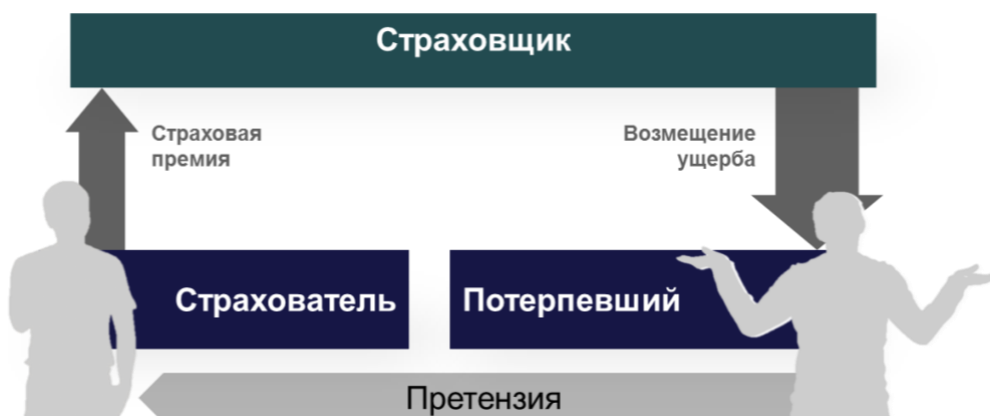 Страховщик
Страховая
премия
Возмещение
ущерба
Страхователь
Потерпевший
Претензия